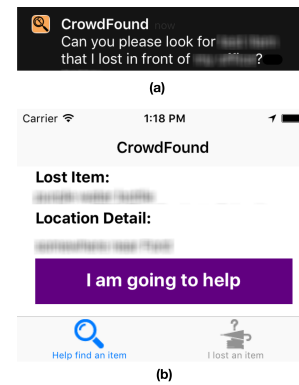 CrowdFound now
Can you please look for
that I lost in front of ?
(a)
Carrier 1:18 PM
CrowdFound
Lost Item:
Location Detail:
I am going to help
Help find an item I lost an item
(b)